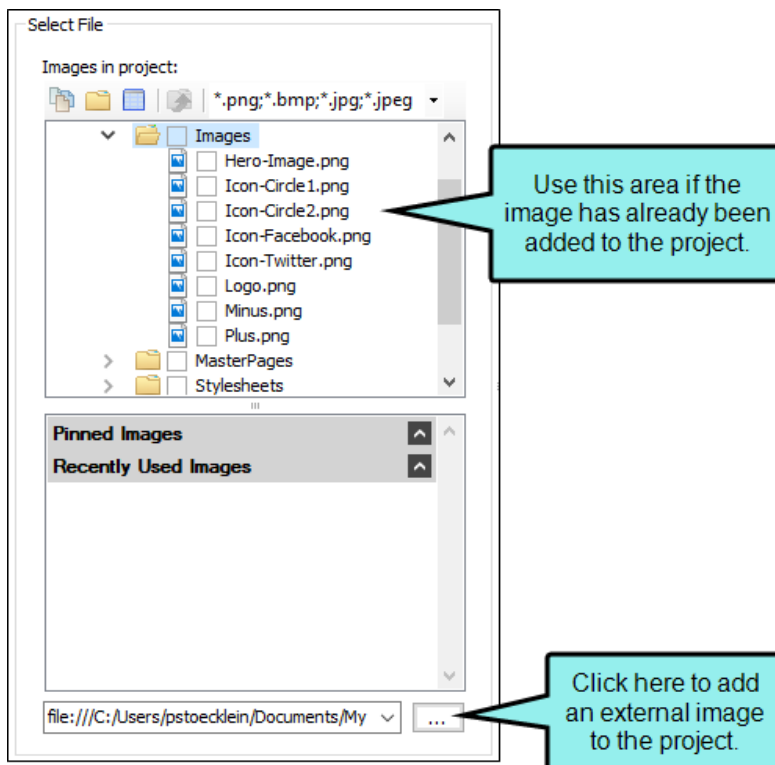 Select File
Images in project:
*.png;*.bmp;*.jpg;*.jpeg
Images
Hero-Image.png
Icon-Circle1.png
Icon-Circle2.png
Icon-Facebook.png
Icon-Twitter.png
Logo.png
Minus.png
Plus.png
MasterPages
Stylesheets
Use this area if the
image has already been
added to the project.
Pinned Images
Recently Used Images
file:///C:/Users/pstoecklein/Documents/My
...
Click here to add
an external image
to the project.